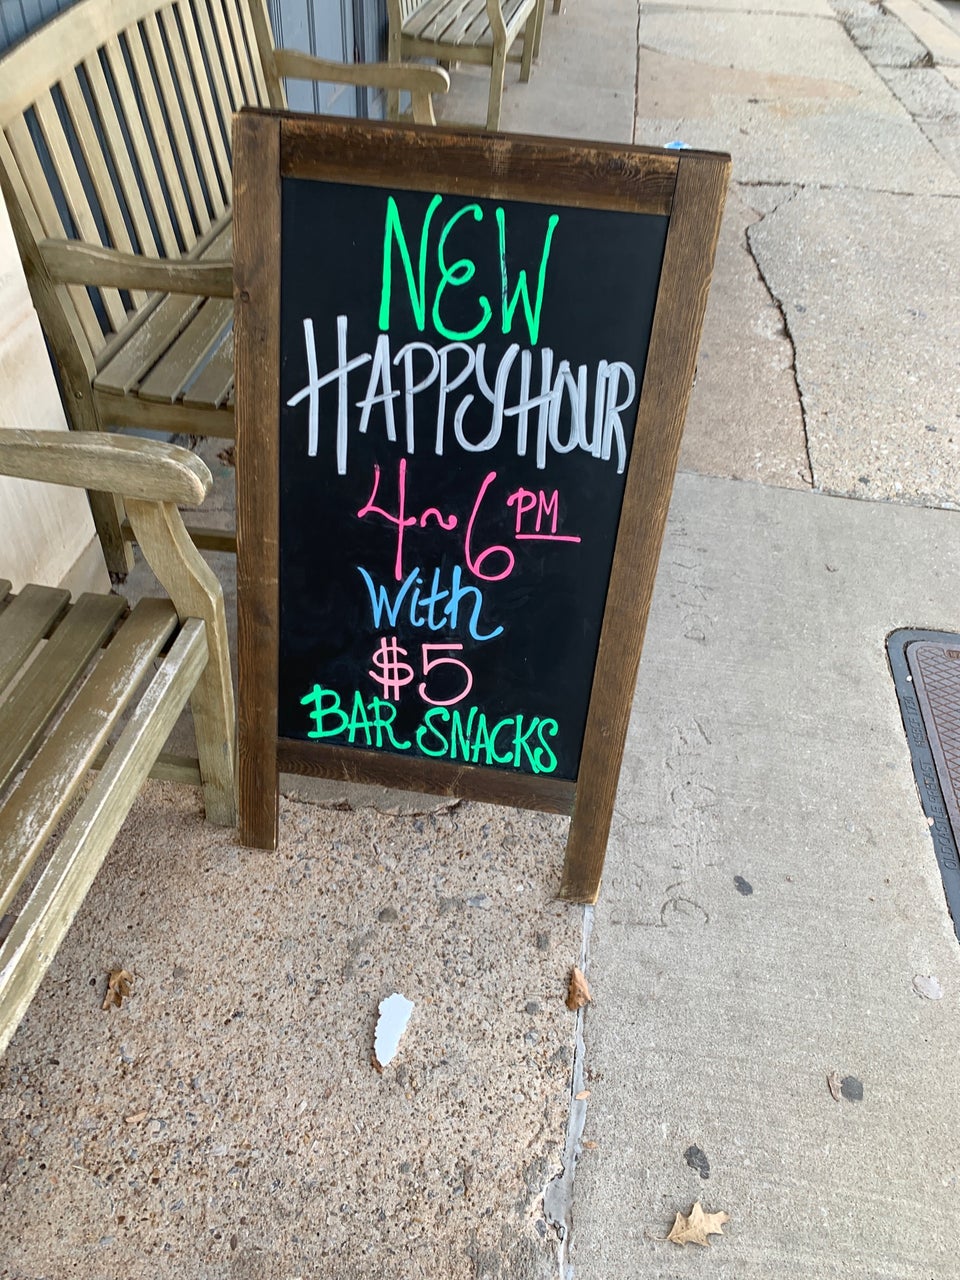 NEW
HAPPY HOUR
4~6 PM
With
$5
BAR SNACKS